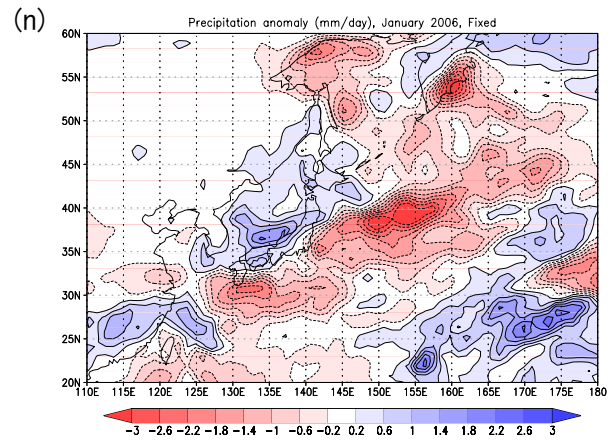 (n)
Precipitation anomaly (mm/day), January 2006, Fixed
60N
55N
50N
45N
40N
35N
30N
25N
20N
110E 115E 120E 125E 130E 135E 140E 145E 150E 155E 160E 165E 170E 175E 180
-3 -2.6 -2.2 -1.8 -1.4 -1 -0.6 -0.2 0.2 0.6 1 1.4 1.8 2.2 2.6 3